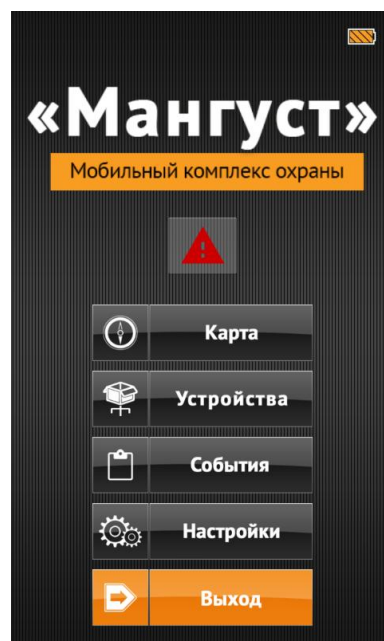 «Мангуст»
Мобильный комплекс охраны
Карта
Устройства
События
Настройки
Выход